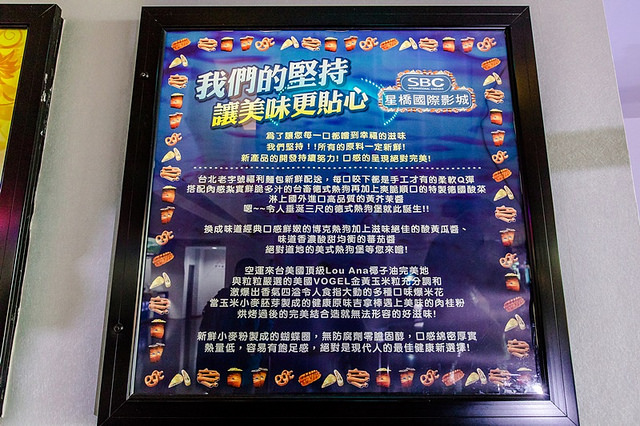 我們的堅持
讓美味更貼心
SBC
星橋國際影城
為了讓您每一口都嚐到幸福的滋味
我們堅持!!所有的原料一定新鮮!
新產品的開發持續努力!口感的呈現絕對完美!
台北老字號福利麵包新鮮配送,每口咬下都是手工才有的柔軟Q彈
搭配內感紮實鮮脆多汁的台畜德式熱狗再加上爽脆順口的特製德國酸菜
淋上國外進口高品質的黃芥茉醬
嗯~~令人垂涎三尺的德式熱狗堡就此誕生!!
換成味道經典口感鮮嫩的博克熱狗加上滋味絕佳的酸黃瓜醬、
味道香濃酸甜均衡的蕃茄醬
絕對道地的美式熱狗堡等您來嚐!
空運來台美國頂級Lou Ana椰子油完美地
與粒粒嚴選的美國VOGEL金黃玉米粒充分調和
激爆出香氣四溢令人食指大動的多種口味爆米花
當玉米小麥胚芽製成的健康原味吉拿棒遇上美味的肉桂粉
烘烤過後的完美結合造就無法形容的好滋味!
新鮮小麥粉製成的蝴蝶圈,無防腐劑零膽固醇,口感綿密厚實
熱量低,容易有飽足感,絕對是現代人的最佳健康新選擇!